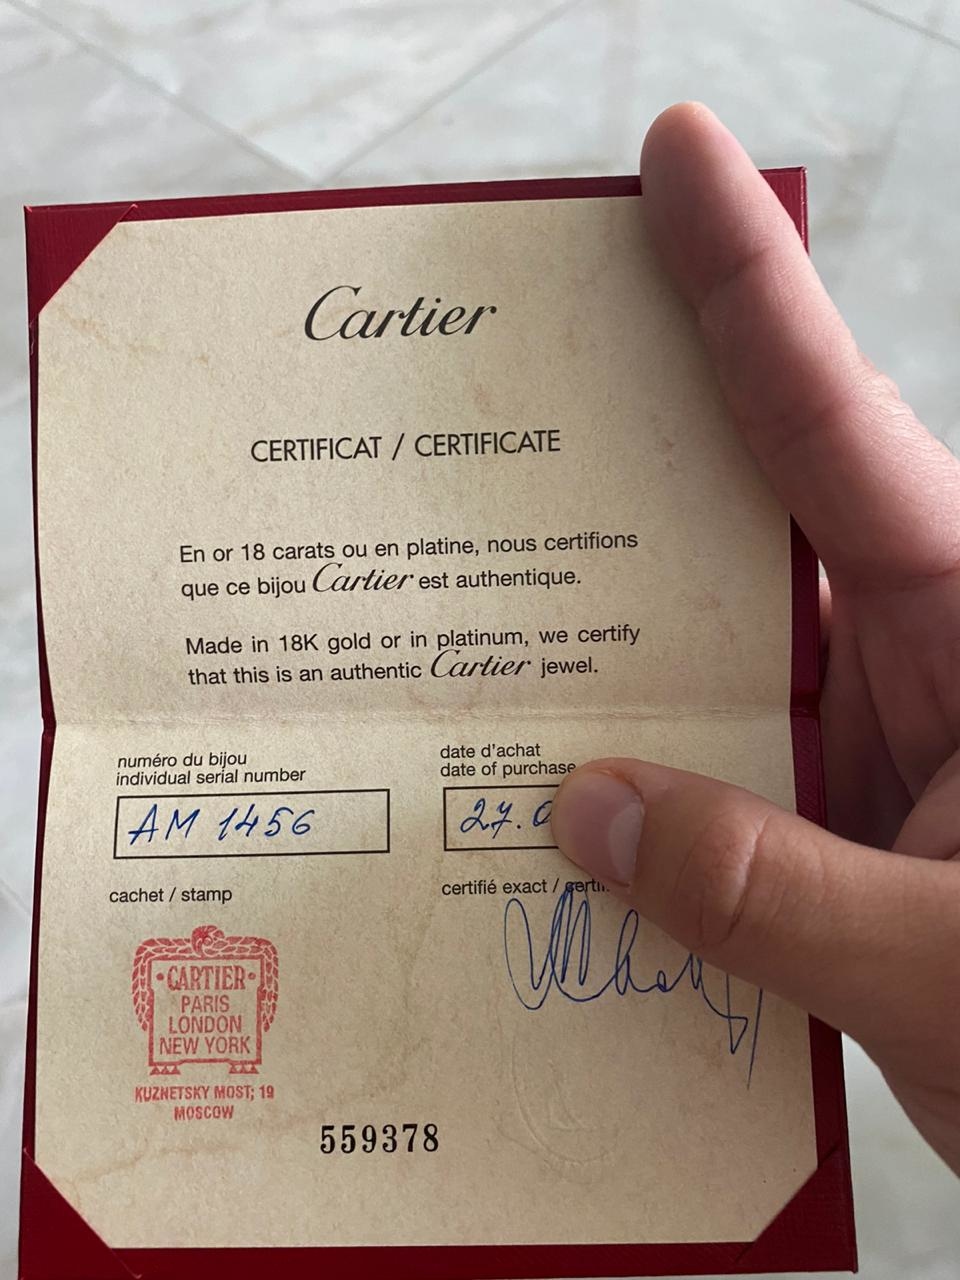 Cartier
CERTIFICAT / CERTIFICATE
En or 18 carats ou en platine, nous certifions
que ce bijou Cartier est authentique.
Made in 18K gold or in platinum, we certify
that this is an authentic Cartier jewel.
numéro du bijou
individual serial number
AM 1456
date d'achat
date of purchase
27.0
cachet / stamp
certifié exact /
•CARTIER•
PARIS
LONDON
NEW YORK
KUZNETSKY MOST; 19
MOSCOW
559378